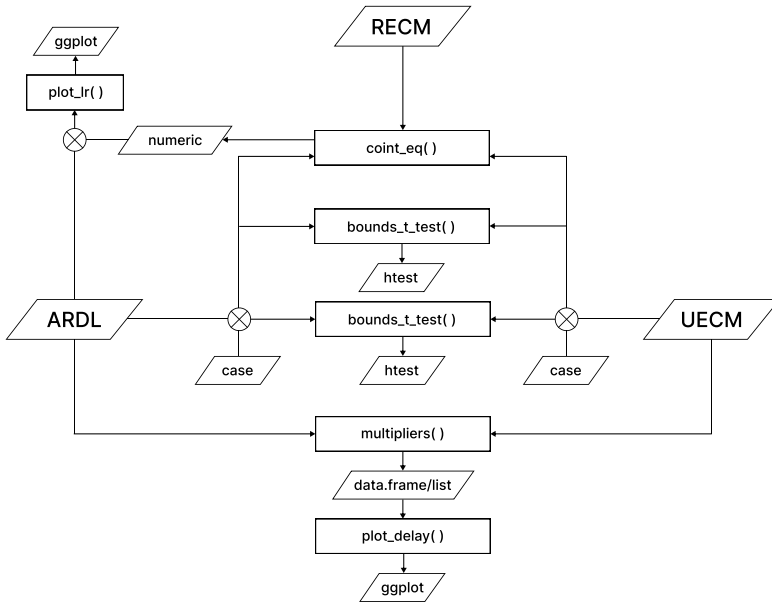 RECM
ggplot
plot_lr( )
numeric
coint_eq( )
bounds_t_test( )
htest
ARDL
bounds_t_test( )
UECM
case
htest
case
multipliers( )
data.frame/list
plot_delay( )
ggplot